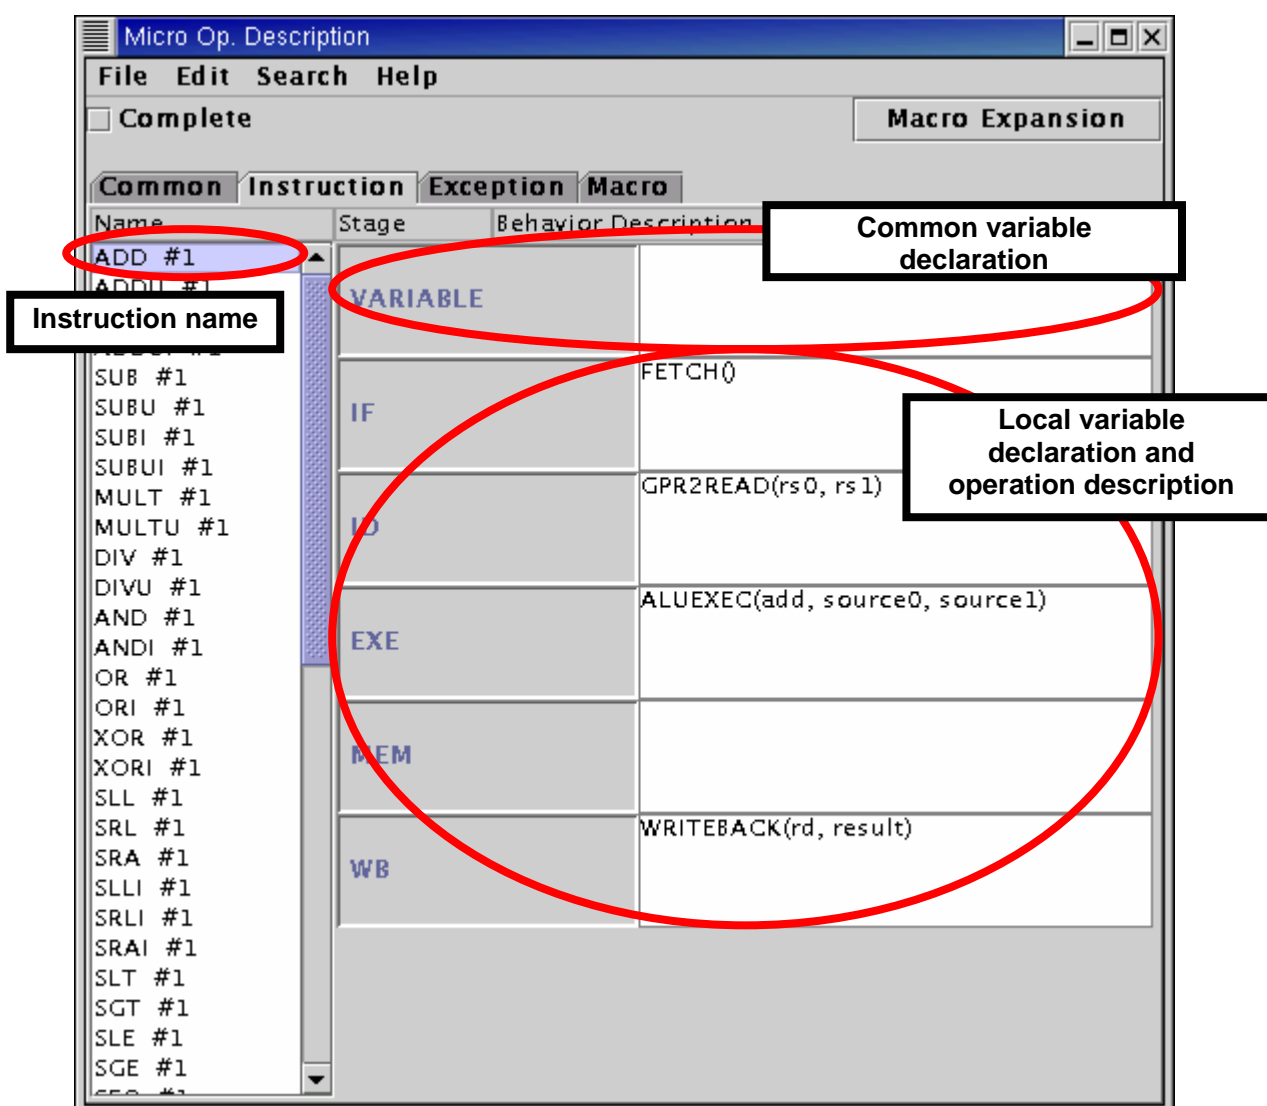 Micro Op. Description
File Edit Search Help
Complete
Macro Expansion
Common Instruction Exception Macro
Name Stage Behavior Description
Common variable
declaration
ADD #1
Instruction name
VARIABLE
SUB #1
SUBU #1
SUBI #1
SUBUI #1
MULT #1
MULTU #1
DIV #1
DIVU #1
AND #1
ANDI #1
OR #1
ORI #1
XOR #1
XORI #1
SLL #1
SRL #1
SRA #1
SLLI #1
SRLI #1
SRAI #1
SLT #1
SGT #1
SLE #1
SGE #1
IF
FETCH()
Local variable
declaration and
operation description
ID
GPR2READ(rs0, rs1)
EXE
ALUEXEC(add, source0, source1)
MEM
WB
WRITEBACK(rd, result)